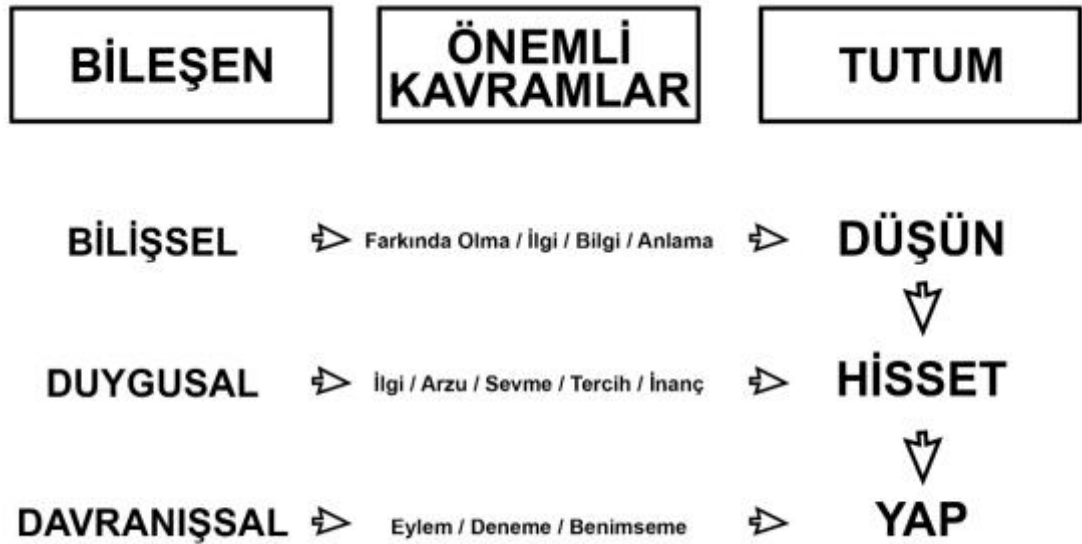 BİLEŞEN
ÖNEMLİ
KAVRAMLAR
TUTUM
BİLİŞSEL
Farkında Olma / İlgi / Bilgi / Anlama
DÜŞÜN
DUYGUSAL
İlgi / Arzu / Sevme / Tercih / İnanç
HİSSET
DAVRANIŞSAL
Eylem / Deneme / Benimseme
YAP